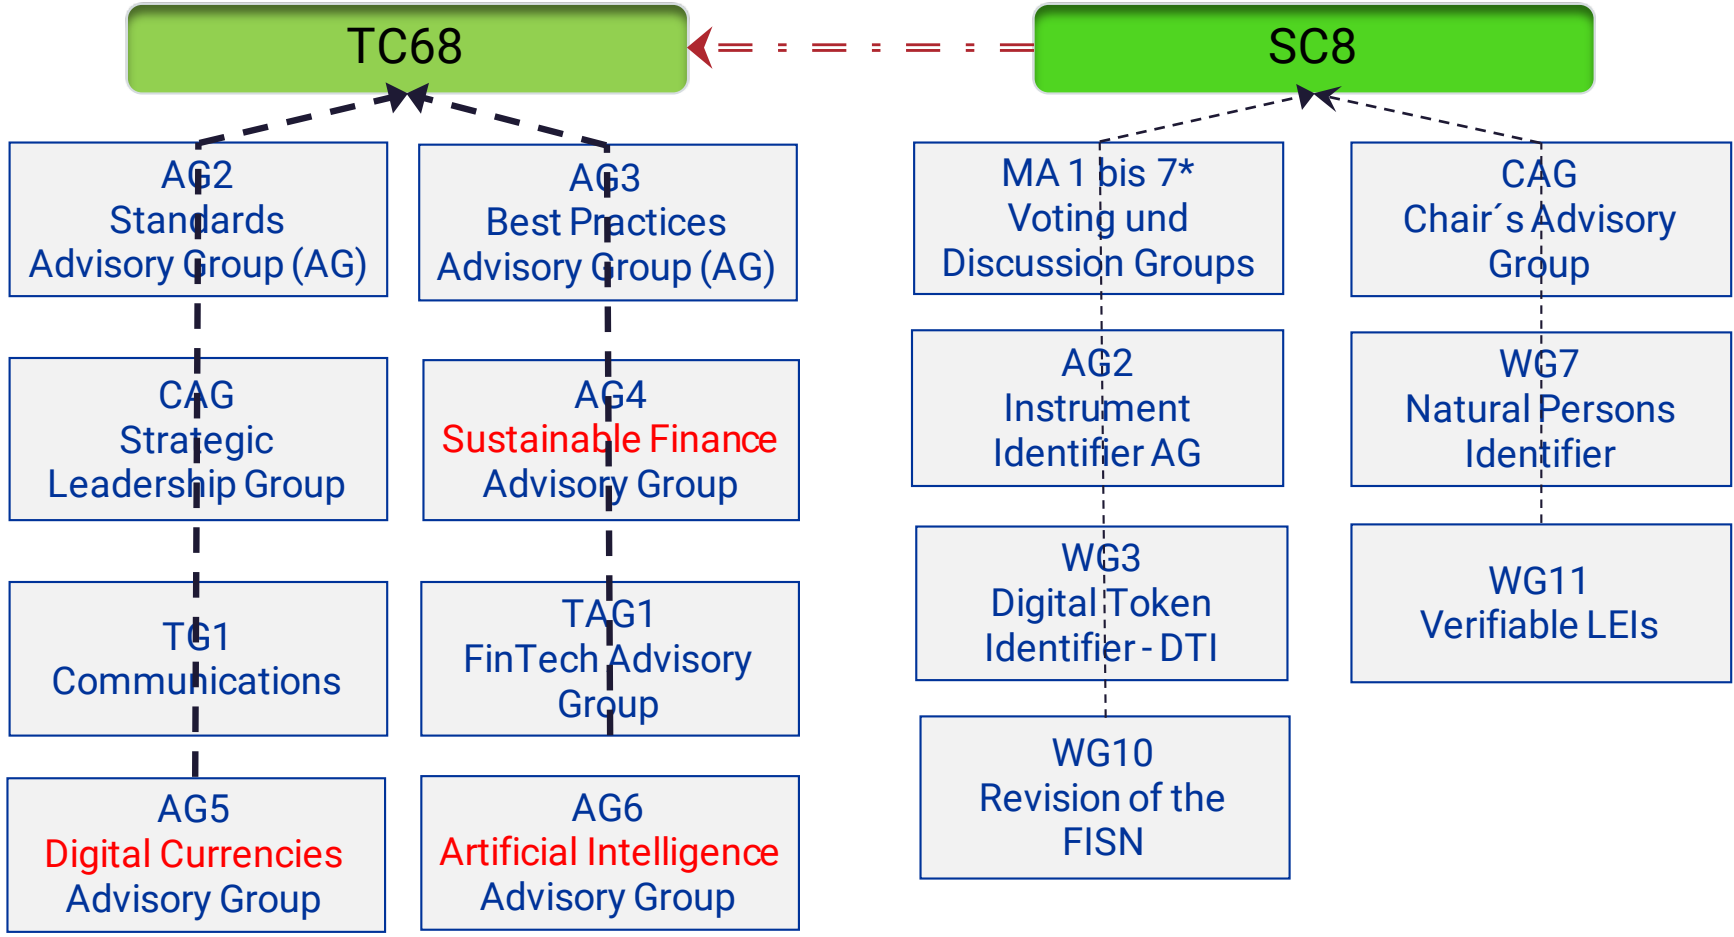 TC68
SC8
AG2
Standards
Advisory Group (AG)
AG3
Best Practices
Advisory Group (AG)
MA 1 bis 7*
Voting und
Discussion Groups
CAG
Chair´s Advisory
Group
CAG
Strategic
Leadership Group
AG4
Sustainable Finance
Advisory Group
AG2
Instrument
Identifier AG
WG7
Natural Persons
Identifier
TG1
Communications
TAG1
FinTech Advisory
Group
WG3
Digital Token
Identifier - DTI
WG11
Verifiable LEIs
AG5
Digital Currencies
Advisory Group
AG6
Artificial Intelligence
Advisory Group
WG10
Revision of the
FISN